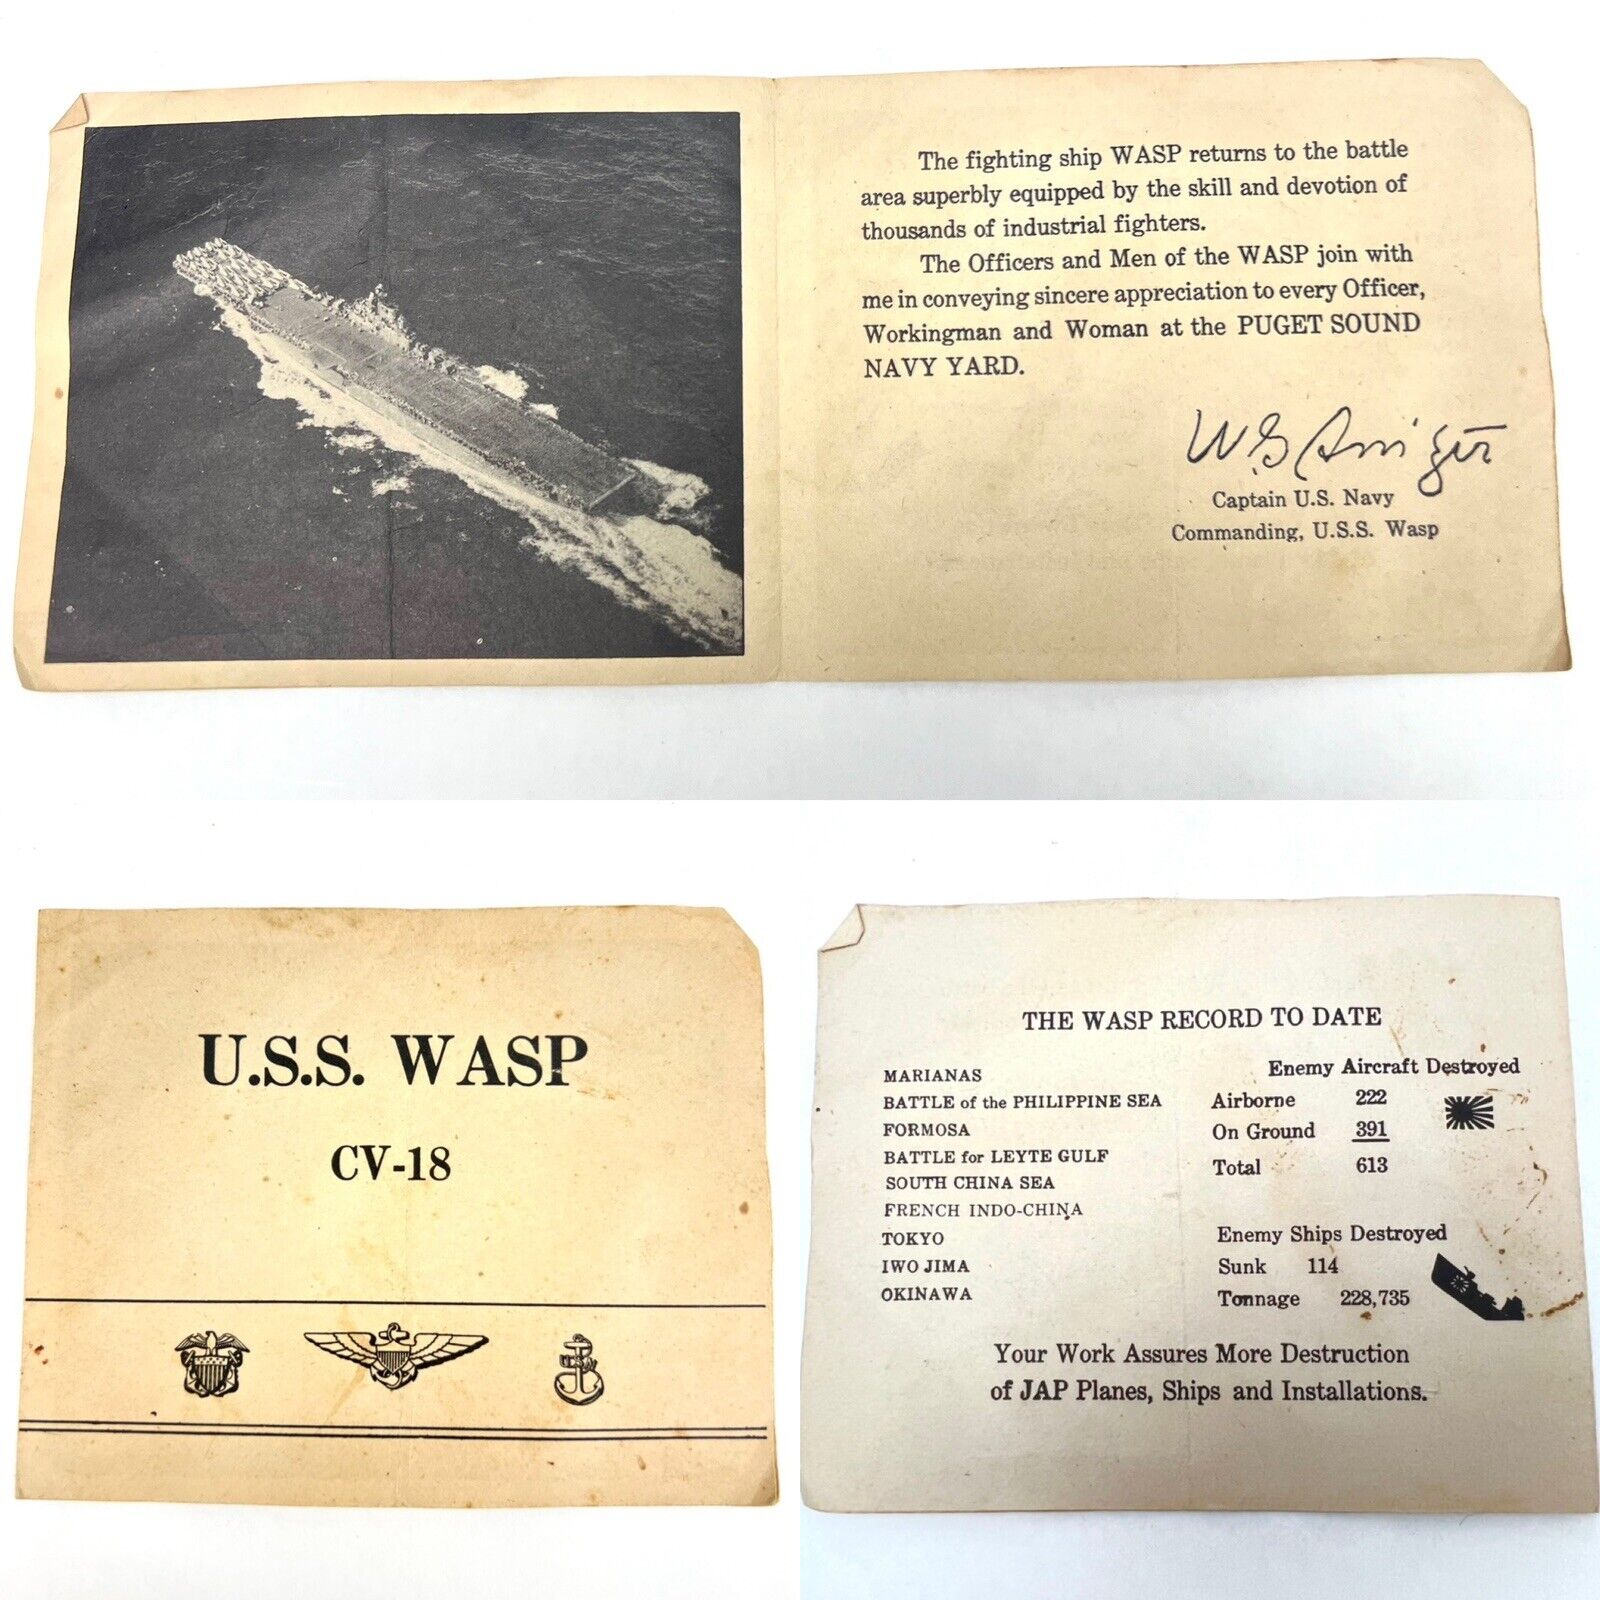 The fighting ship WASP returns to the battle
area superbly equipped by the skill and devotion of
thousands of industrial fighters.
The Officers and Men of the WASP join with
me in conveying sincere appreciation to every Officer,
Workingman and Woman at the PUGET SOUND
NAVY YARD.
W G
Captain U.S. Navy
Commanding, U.S.S. Wasp
U.S.S. WASP
CV-18
USN
THE WASP RECORD TO DATE
MARIANAS
BATTLE of the PHILIPPINE SEA
FORMOSA
BATTLE for LEYTE GULF
SOUTH CHINA SEA
FRENCH INDO-CHINA
TOKYO
IWO JIMA
OKINAWA
Enemy Aircraft Destroyed
Airborne 222
On Ground 391
Total 613
Enemy Ships Destroyed
Sunk 114
Tonnage 228,735
Your Work Assures More Destruction
of JAP Planes, Ships and Installations.